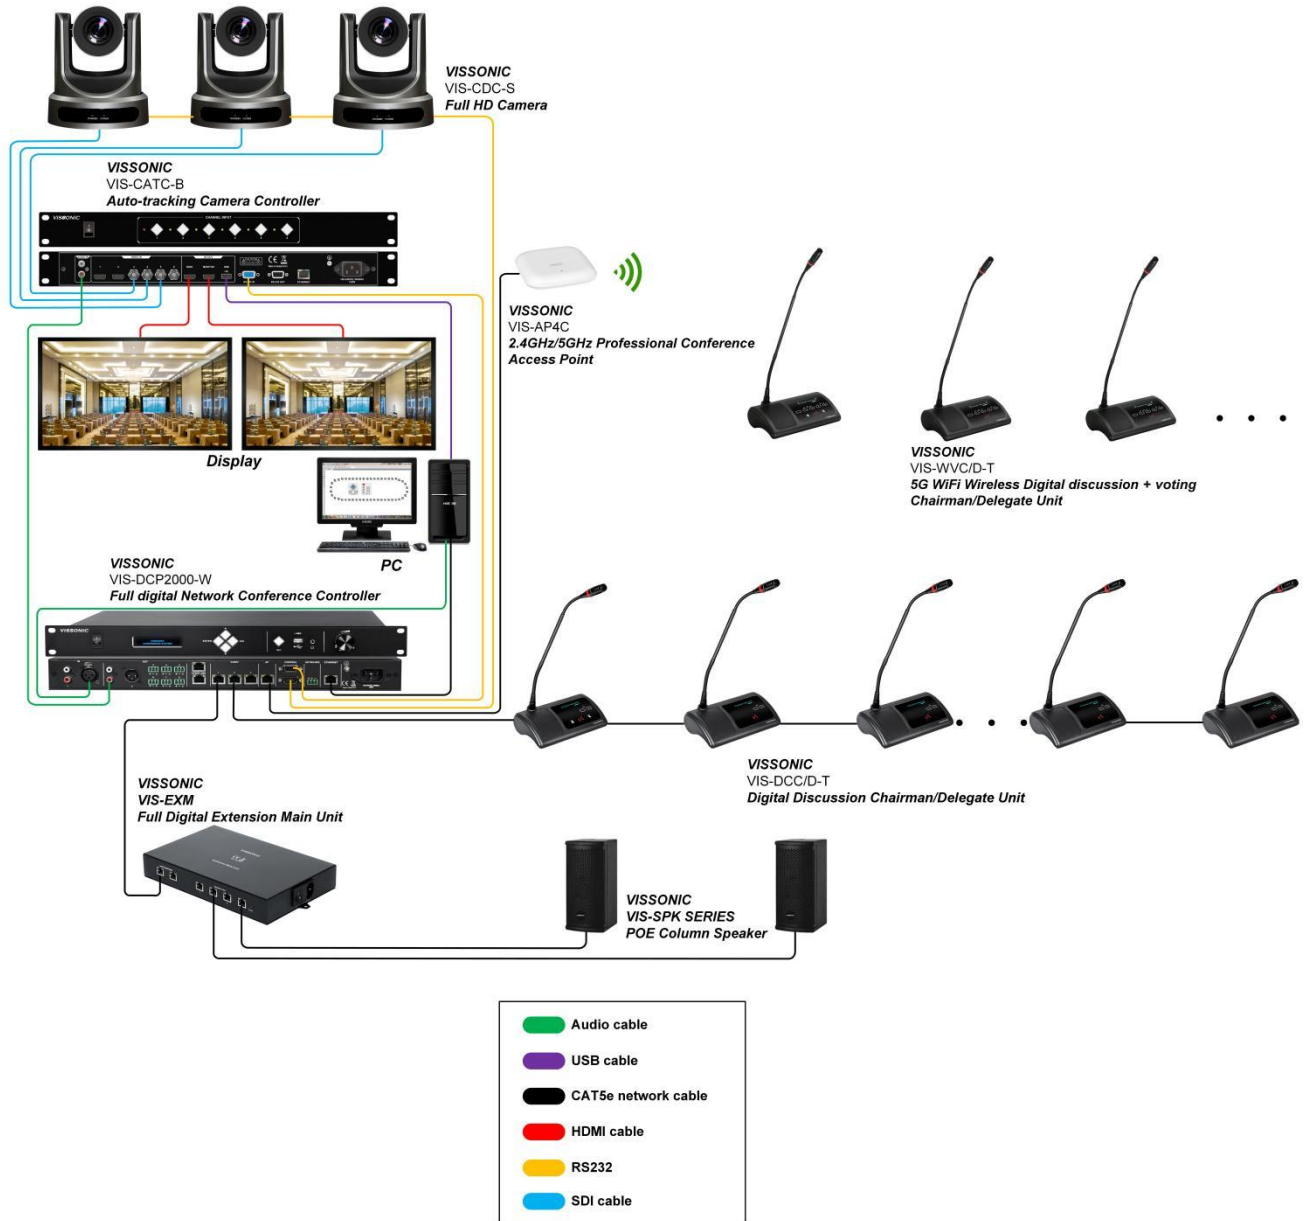 VISSONIC
VIS-CDC-S
Full HD Camera
VISSONIC
VIS-CATC-B
Auto-tracking Camera Controller
VISSONIC
CHANNEL INPUT
VISSONIC
VIS-AP4C
2.4GHz/5GHz Professional Conference
Access Point
VISSONIC
VIS-WVC/D-T
5G WiFi Wireless Digital discussion + voting
Chairman/Delegate Unit
Display
PC
VISSONIC
VIS-DCP2000-W
Full digital Network Conference Controller
VISSONIC
VISSONIC
VIS-DCC/D-T
Digital Discussion Chairman/Delegate Unit
VISSONIC
VIS-EXM
Full Digital Extension Main Unit
VISSONIC
VIS-SPK SERIES
POE Column Speaker
Audio cable
USB cable
CAT5e network cable
HDMI cable
RS232
SDI cable